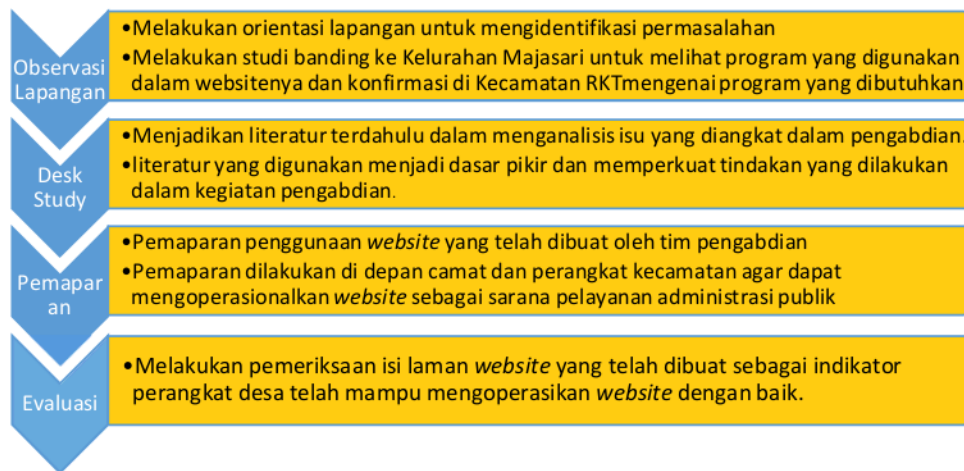 Observasi
Lapangan
•Melakukan orientasi lapangan untuk mengidentifikasi permasalahan
•Melakukan studi banding ke Kelurahan Majasari untuk melihat program yang digunakan
dalam websitenya dan konfirmasi di Kecamatan RKTmengenai program yang dibutuhkan
Desk
Study
•Menjadikan literatur terdahulu dalam menganalisis isu yang diangkat dalam pengabdian.
•literatur yang digunakan menjadi dasar pikir dan memperkuat tindakan yang dilakukan
dalam kegiatan pengabdian.
Pemapar
an
•Pemaparan penggunaan website yang telah dibuat oleh tim pengabdian
•Pemaparan dilakukan di depan camat dan perangkat kecamatan agar dapat
mengoperasionalkan website sebagai sarana pelayanan administrasi publik
Evaluasi
•Melakukan pemeriksaan isi laman website yang telah dibuat sebagai indikator
perangkat desa telah mampu mengoperasikan website dengan baik.